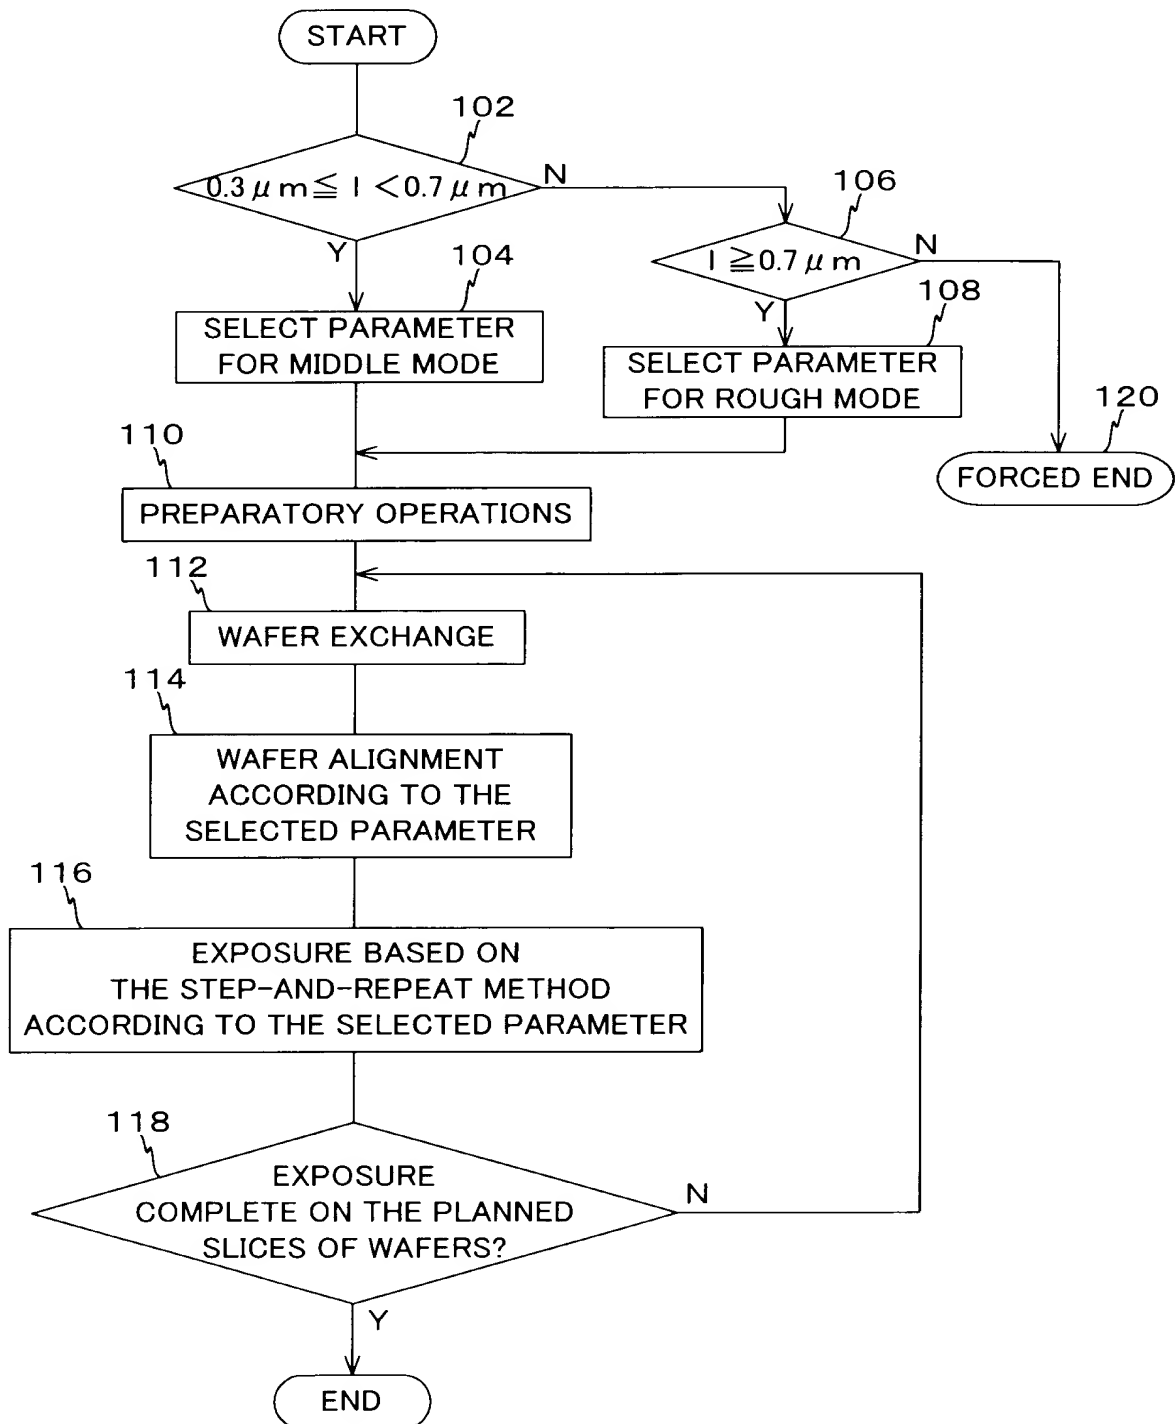 START
102
0.3 μm ≦ l < 0.7 μm
N
106
Y
104
l ≧ 0.7 μm
N
108
Y
SELECT PARAMETER
FOR MIDDLE MODE
SELECT PARAMETER
FOR ROUGH MODE
120
110
FORCED END
PREPARATORY OPERATIONS
112
WAFER EXCHANGE
114
WAFER ALIGNMENT
ACCORDING TO THE
SELECTED PARAMETER
116
EXPOSURE BASED ON
THE STEP-AND-REPEAT METHOD
ACCORDING TO THE SELECTED PARAMETER
118
EXPOSURE
COMPLETE ON THE PLANNED
SLICES OF WAFERS?
N
Y
END